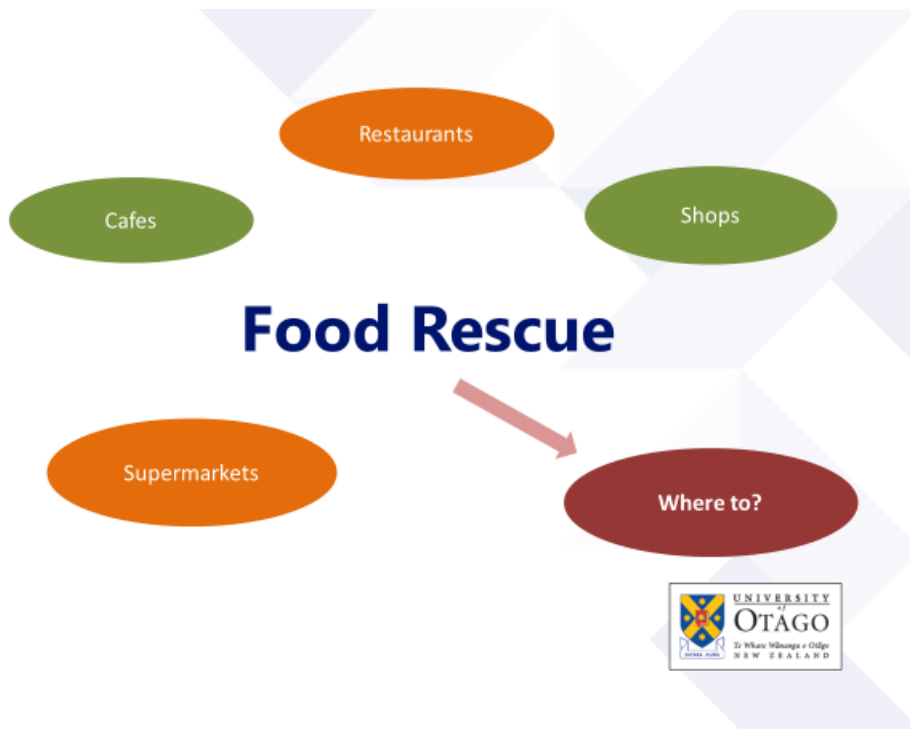 Restaurants
Cafes
Shops
Food Rescue
Supermarkets
Where to?
UNIVERSITY
of
OTAGO
Te Whare Wānanga o Otāgo
NEW ZEALAND